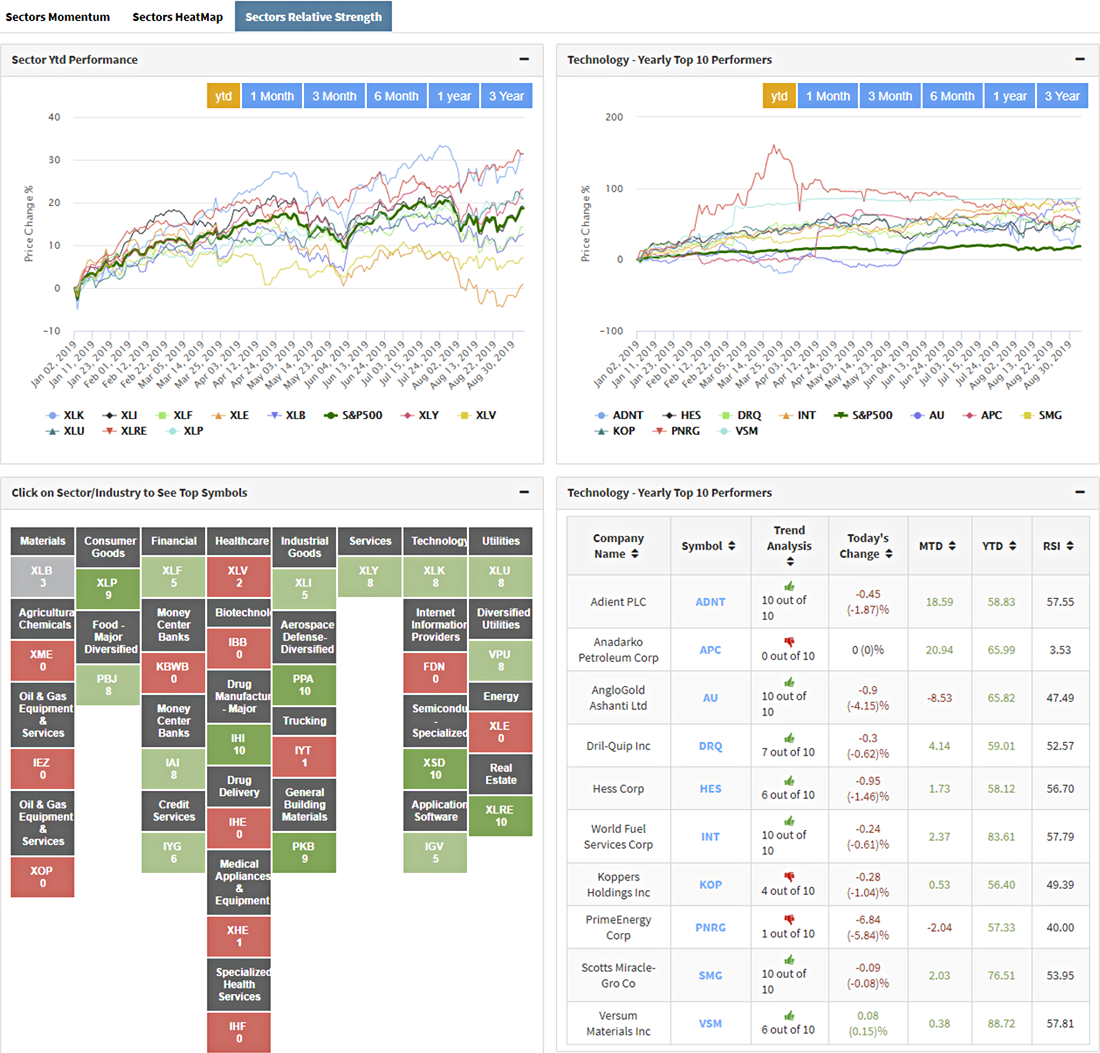 Sectors Momentum Sectors HeatMap Sectors Relative Strength
Sector Ytd Performance
ytd 1 Month 3 Month 6 Month 1 year 3 Year
40
30
20
10
0
-10
Price Change %
Jan 02, 2019
Jan 11, 2019
Jan 23, 2019
Feb 01, 2019
Feb 12, 2019
Feb 22, 2019
Mar 05, 2019
Mar 14, 2019
Mar 25, 2019
Apr 03, 2019
Apr 12, 2019
Apr 24, 2019
May 03, 2019
May 14, 2019
May 23, 2019
Jun 04, 2019
Jun 13, 2019
Jun 24, 2019
Jul 03, 2019
Jul 15, 2019
Jul 24, 2019
Aug 02, 2019
Aug 13, 2019
Aug 22, 2019
Aug 30, 2019
XLK XLI XLF XLE XLB S&P500 XLY XLV
XLU XLRE XLP
Technology - Yearly Top 10 Performers
ytd 1 Month 3 Month 6 Month 1 year 3 Year
200
100
0
-100
Price Change %
Jan 02, 2019
Jan 11, 2019
Jan 23, 2019
Feb 01, 2019
Feb 12, 2019
Feb 22, 2019
Mar 05, 2019
Mar 14, 2019
Mar 25, 2019
Apr 03, 2019
Apr 12, 2019
Apr 24, 2019
May 03, 2019
May 14, 2019
May 23, 2019
Jun 04, 2019
Jun 13, 2019
Jun 24, 2019
Jul 03, 2019
Jul 15, 2019
Jul 24, 2019
Aug 02, 2019
Aug 13, 2019
Aug 22, 2019
Aug 30, 2019
ADNT HES DRQ INT S&P500 AU APC SMG
KOP PNRG VSM
Click on Sector/Industry to See Top Symbols
Materials
XLB
3
Agricultura
Chemicals
XME
0
Oil & Gas
Equipment
&
Services
IEZ
0
Oil & Gas
Equipment
&
Services
XOP
0
Consumer
Goods
XLP
9
Food -
Major
Diversified
PBJ
8
Financial
XLF
5
Money
Center
Banks
KBWB
0
Money
Center
Banks
IAI
8
Credit
Services
IYG
6
Healthcare
XLV
2
Biotechnol
IBB
0
Drug
Manufactur
- Major
IHI
10
Drug
Delivery
IHE
0
Medical
Appliances
&
Equipment
XHE
1
Specialized
Health
Services
IHF
0
Industrial
Goods
XLI
5
Aerospace
Defense-
Diversified
PPA
10
Trucking
IYT
1
General
Building
Materials
PKB
9
Services
XLY
8
Technology
XLK
8
Internet
Information
Providers
FDN
0
Semicondu
-
Specialized
XSD
10
Application
Software
IGV
5
Utilities
XLU
8
Diversified
Utilities
VPU
8
Energy
XLE
0
Real
Estate
XLRE
10
Technology - Yearly Top 10 Performers
Company
Name
Symbol
Trend
Analysis
Today's
Change
MTD YTD RSI
Adient PLC ADNT 10 out of
10
-0.45
(-1.87)%
18.59 58.83 57.55
Anadarko
Petroleum Corp
APC 0 out of 10 0 (0)% 20.94 65.99 3.53
AngloGold
Ashanti Ltd
AU 10 out of
10
-0.9
(-4.15)%
-8.53 65.82 47.49
Dril-Quip Inc DRQ 7 out of 10 -0.3
(-0.62)%
4.14 59.01 52.57
Hess Corp HES 6 out of 10 -0.95
(-1.46)%
1.73 58.12 56.70
World Fuel
Services Corp
INT 10 out of
10
-0.24
(-0.61)%
2.37 83.61 57.79
Koppers
Holdings Inc
KOP 4 out of 10 -0.28
(-1.04)%
0.53 56.40 49.39
PrimeEnergy
Corp
PNRG 1 out of 10 -6.84
(-5.84)%
-2.04 57.33 40.00
Scotts Miracle-
Gro Co
SMG 10 out of
10
-0.09
(-0.08)%
2.03 76.51 53.95
Versum
Materials Inc
VSM 6 out of 10 0.08
(0.15)%
0.38 88.72 57.81